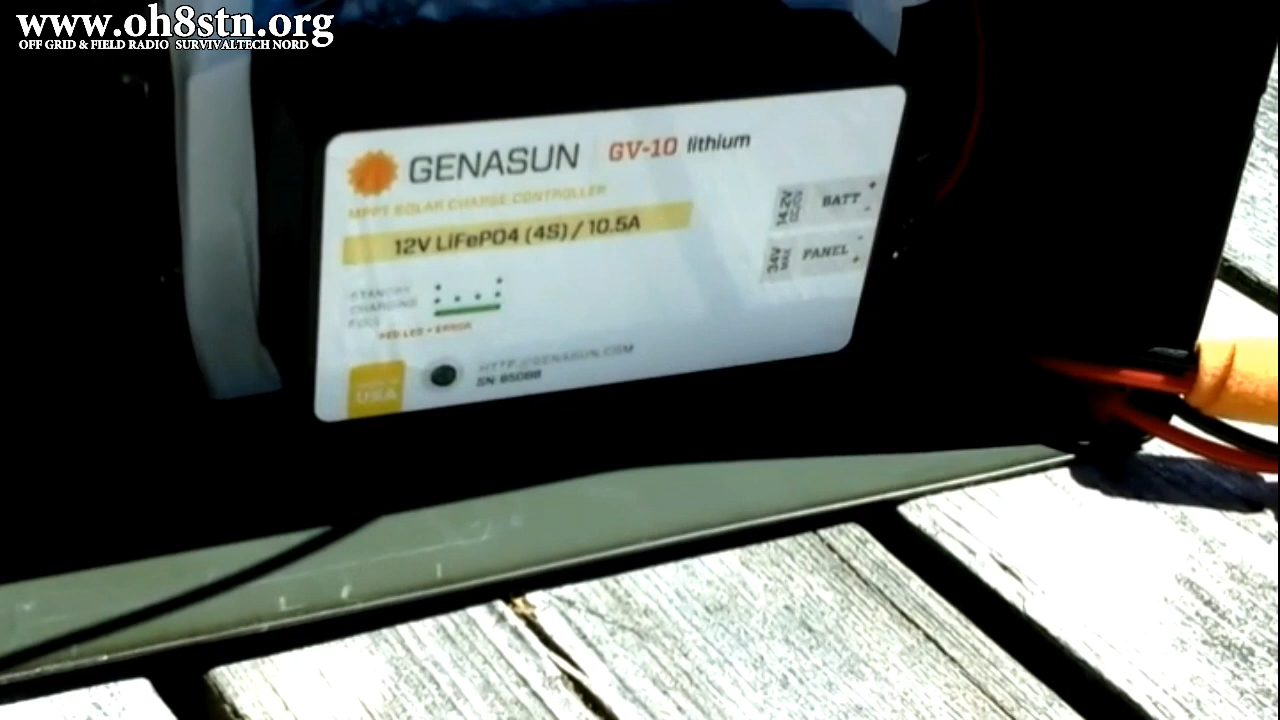 www.oh8stn.org
OFF GRID & FIELD RADIO SURVIVALTECH NORD
GENASUN GV-10 lithium
MPPT SOLAR CHARGE CONTROLLER
12V LiFePO4 (4S) / 10.5A
14.2V BATT + -
34V MAX PANEL - +
STANDBY
CHARGING
FULL
RED LED = ERROR
HTTP://GENASUN.COM
USA